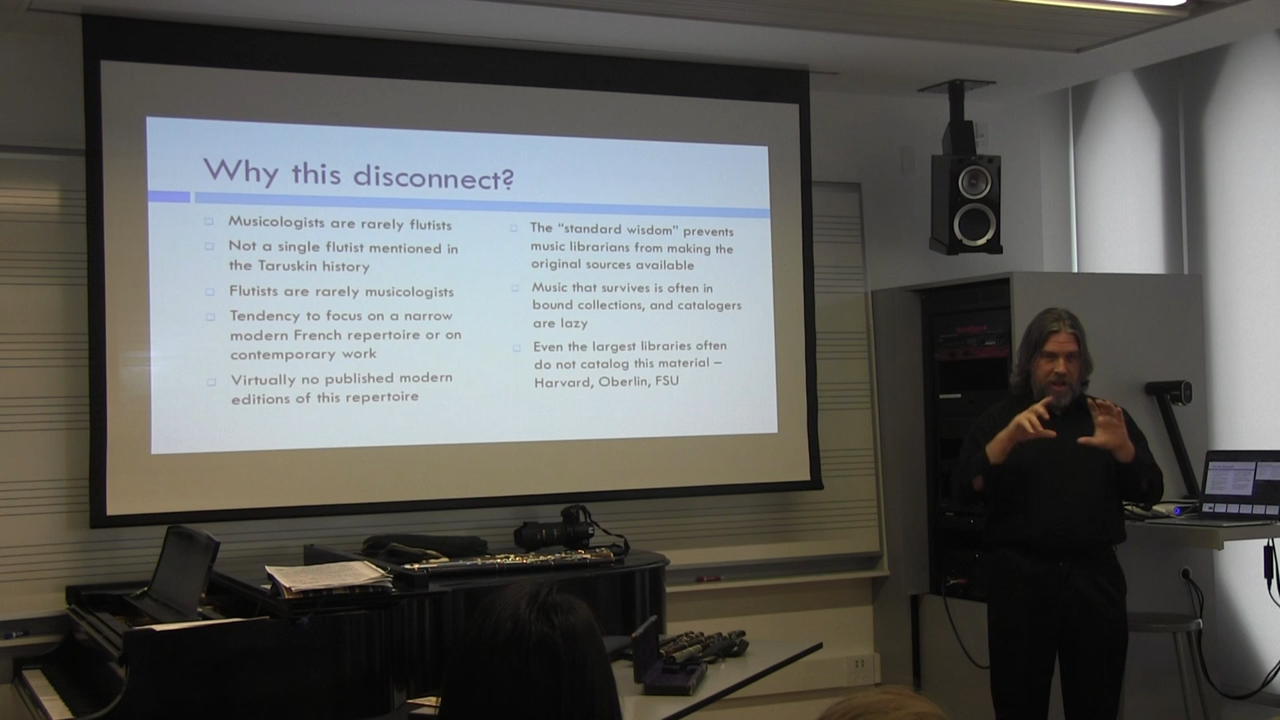 Why this disconnect?
Musicologists are rarely flutists
Not a single flutist mentioned in
the Taruskin history
Flutists are rarely musicologists
Tendency to focus on a narrow
modern French repertoire or on
contemporary work
Virtually no published modern
editions of this repertoire
The “standard wisdom” prevents
music librarians from making the
original sources available
Music that survives is often in
bound collections, and catalogers
are lazy
Even the largest libraries often
do not catalog this material –
Harvard, Oberlin, FSU